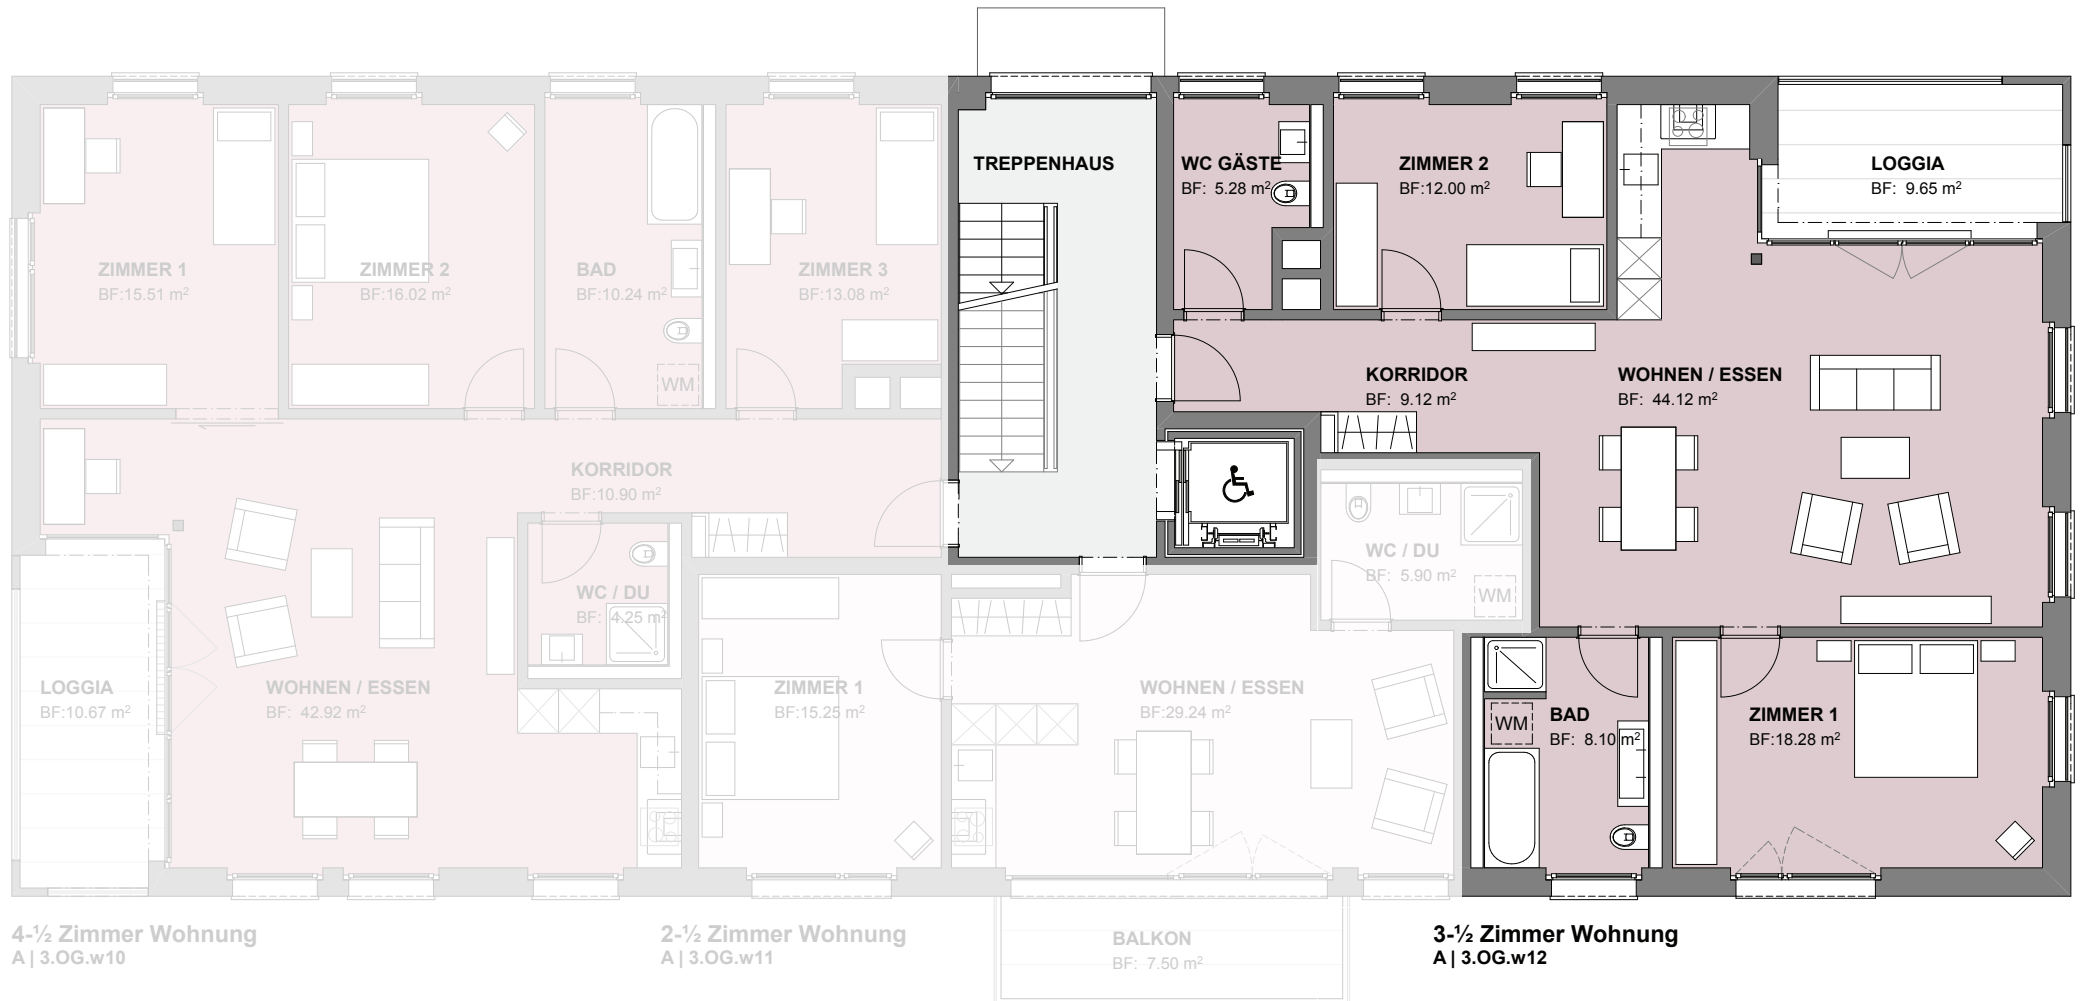 TREPPENHAUS
WC GÄSTE
BF: 5.28 m²
ZIMMER 2
BF:12.00 m²
LOGGIA
BF: 9.65 m²
ZIMMER 1
BF:15.51 m²
ZIMMER 2
BF:16.02 m²
BAD
BF:10.24 m²
ZIMMER 3
BF:13.08 m²
WM
KORRIDOR
BF: 9.12 m²
WOHNEN / ESSEN
BF: 44.12 m²
KORRIDOR
BF:10.90 m²
WC / DU
BF: 5.90 m²
WM
WC / DU
BF: 4.25 m²
LOGGIA
BF:10.67 m²
WOHNEN / ESSEN
BF: 42.92 m²
ZIMMER 1
BF:15.25 m²
WOHNEN / ESSEN
BF:29.24 m²
WM
BAD
BF: 8.10 m²
ZIMMER 1
BF:18.28 m²
4-½ Zimmer Wohnung
A | 3.OG.w10
2-½ Zimmer Wohnung
A | 3.OG.w11
BALKON
BF: 7.50 m²
3-½ Zimmer Wohnung
A | 3.OG.w12